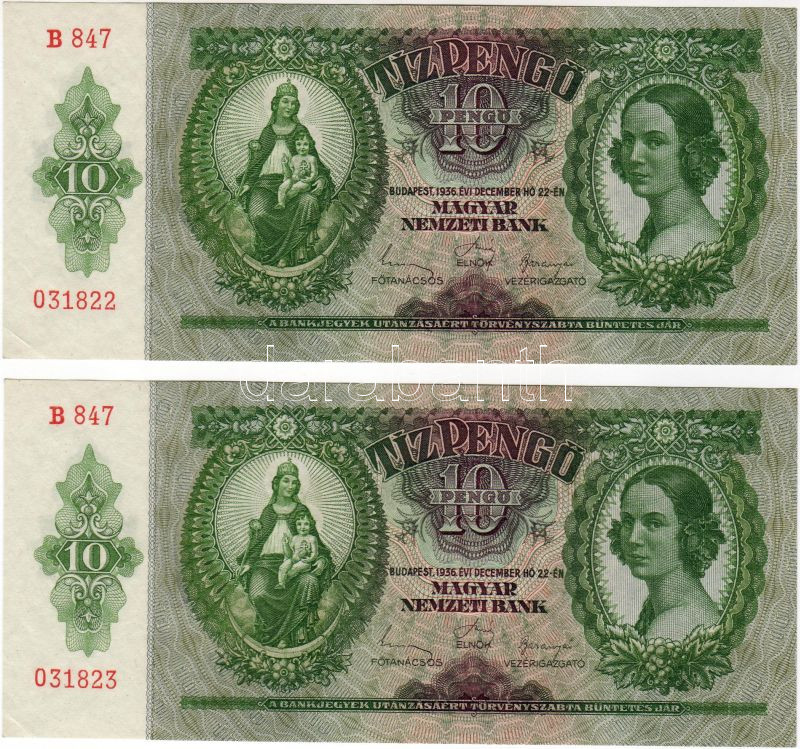 B 847
TÍZ PENGŐ
10
PENGŐ
10
BUDAPEST, 1936. ÉVI DECEMBER HÓ 22-ÉN
MAGYAR
NEMZETI BANK
ELNÖK
FŐTANÁCSOS VEZÉRIGAZGATÓ
031822
A BANKJEGYEK UTÁNZÁSÁÉRT TÖRVÉNYSZABTA BÜNTETÉS JÁR
darabanth
B 847
TÍZ PENGŐ
10
PENGŐ
10
BUDAPEST, 1936. ÉVI DECEMBER HÓ 22-ÉN
MAGYAR
NEMZETI BANK
ELNÖK
FŐTANÁCSOS VEZÉRIGAZGATÓ
031823
A BANKJEGYEK UTÁNZÁSÁÉRT TÖRVÉNYSZABTA BÜNTETÉS JÁR